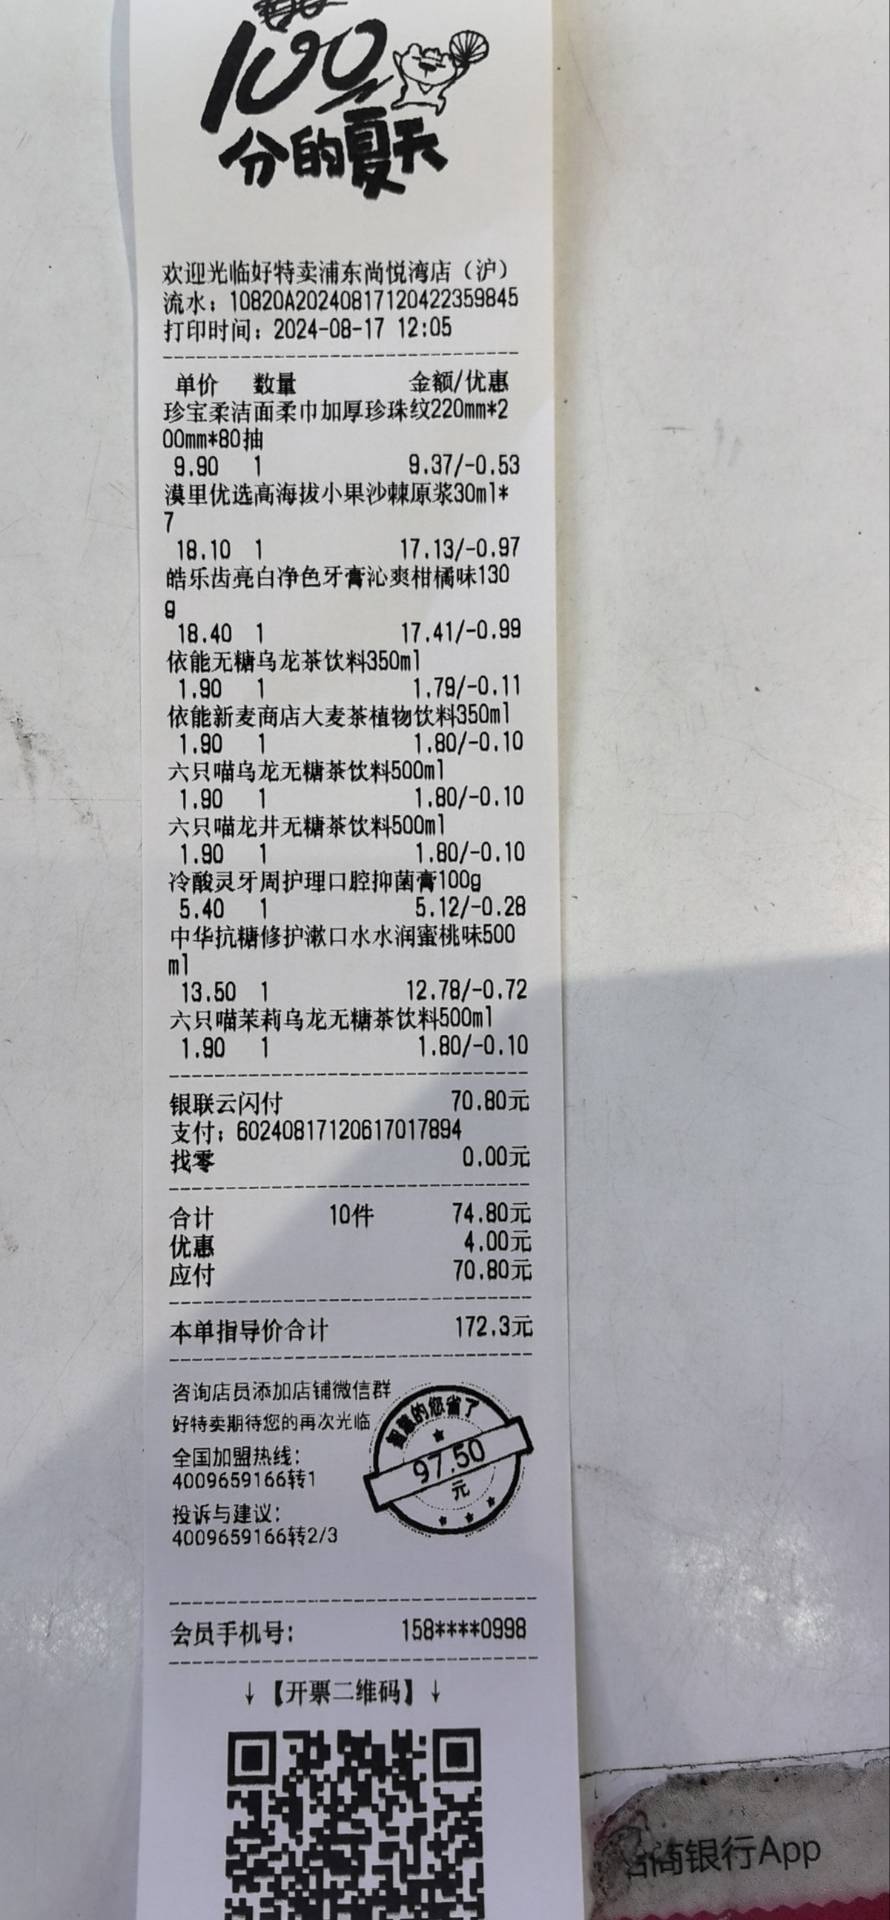 100
分的夏天
欢迎光临好特卖浦东尚悦湾店（沪）
流水：10820A20240817120422359845
打印时间：2024-08-17 12:05
单价 数量 金额/优惠
珍宝柔洁面柔巾加厚珍珠纹220mm*2
00mm*80抽
9.90 1 9.37/-0.53
漠里优选高海拔小果沙棘原浆30ml*
7
18.10 1 17.13/-0.97
皓乐齿亮白净色牙膏沁爽柑橘味130
g
18.40 1 17.41/-0.99
依能无糖乌龙茶饮料350ml
1.90 1 1.79/-0.11
依能新麦商店大麦茶植物饮料350ml
1.90 1 1.80/-0.10
六只喵乌龙无糖茶饮料500ml
1.90 1 1.80/-0.10
六只喵龙井无糖茶饮料500ml
1.90 1 1.80/-0.10
冷酸灵牙周护理口腔抑菌膏100g
5.40 1 5.12/-0.28
中华抗糖修护漱口水水润蜜桃味500
ml
13.50 1 12.78/-0.72
六只喵茉莉乌龙无糖茶饮料500ml
1.90 1 1.80/-0.10
银联云闪付 70.80元
支付：60240817120617017894
找零 0.00元
合计 10件 74.80元
优惠 4.00元
应付 70.80元
本单指导价合计 172.3元
咨询店员添加店铺微信群
好特卖期待您的再次光临
全国加盟热线：
4009659166转1
投诉与建议：
4009659166转2/3
的您省了
97.50
元
会员手机号： 158****0998
↓【开票二维码】↓
商银行App